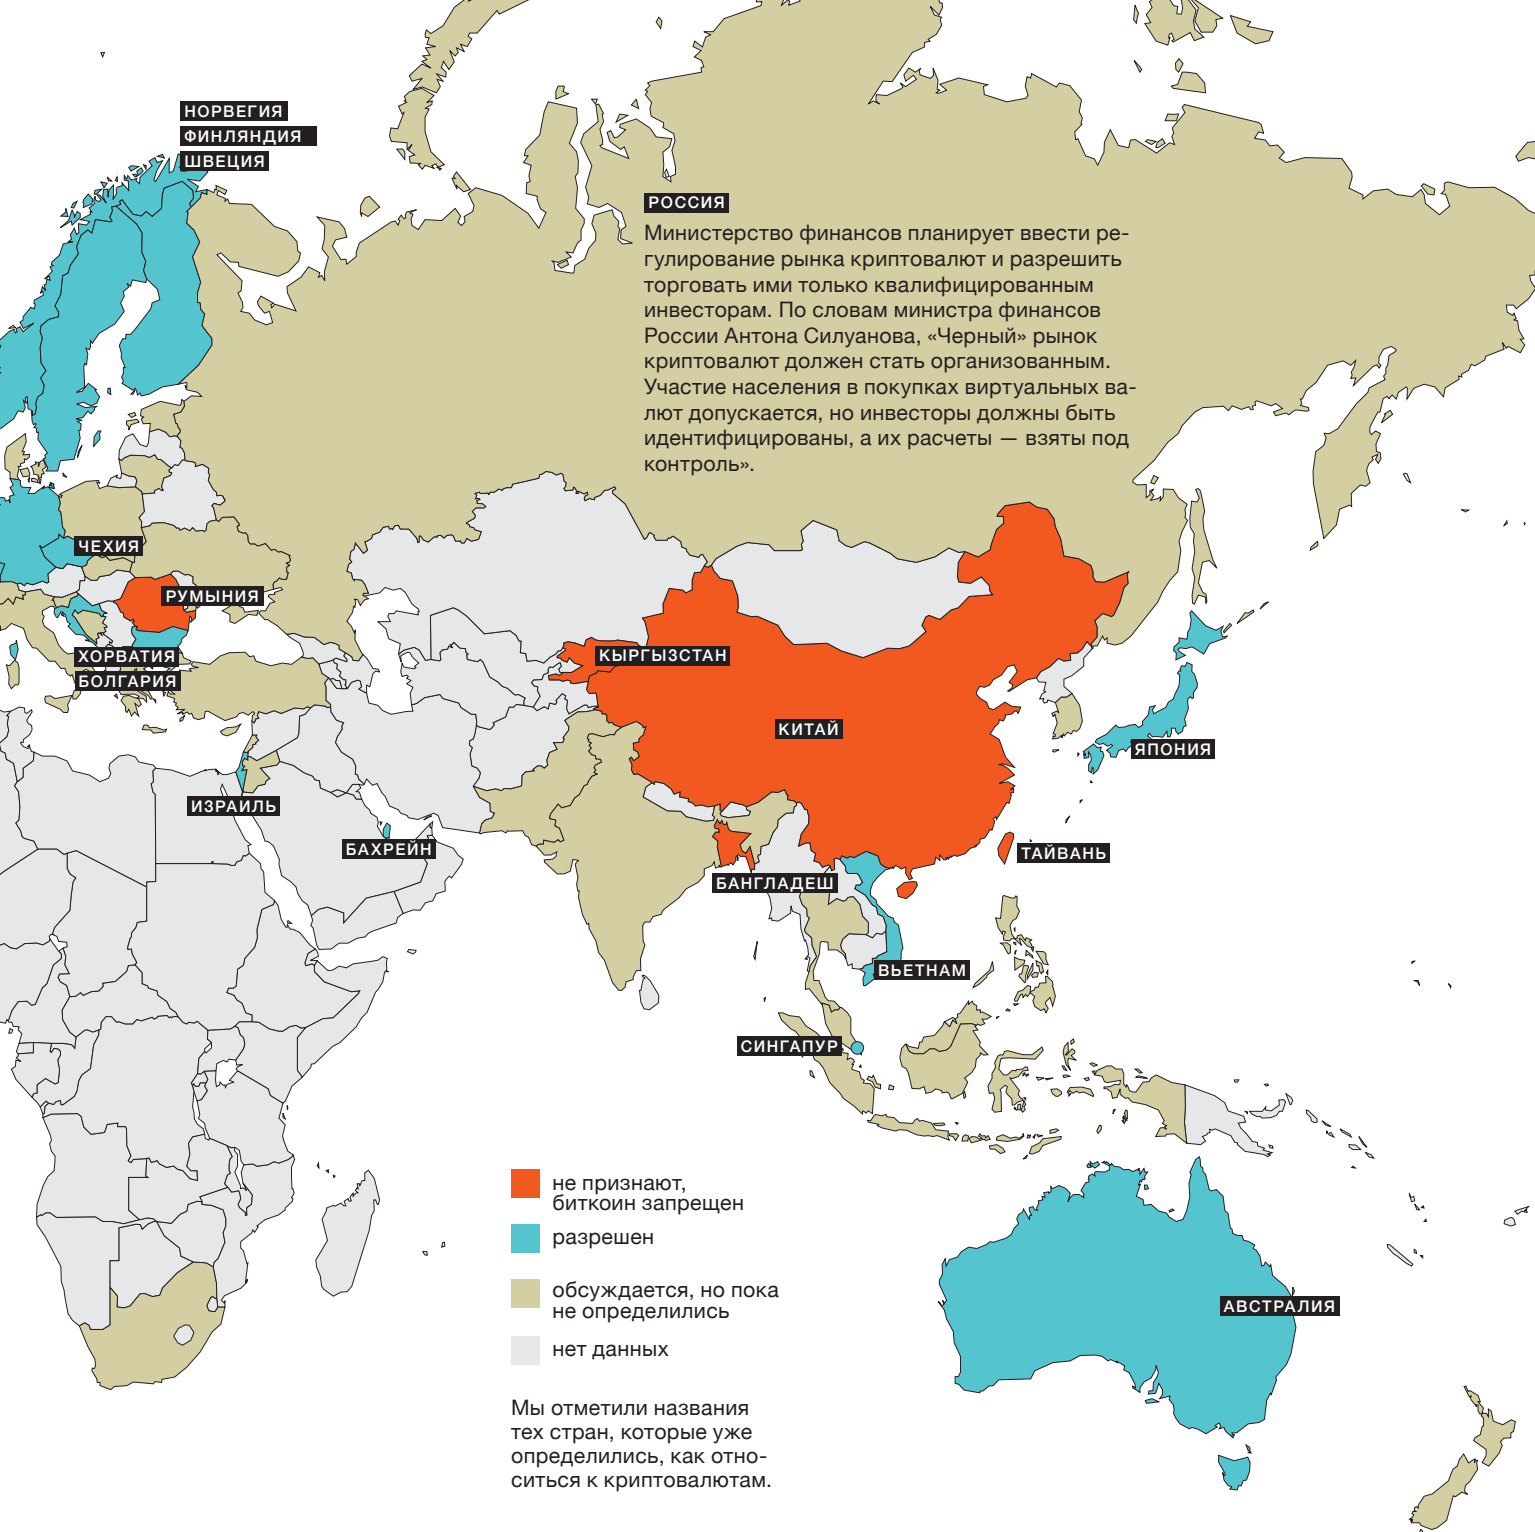 НОРВЕГИЯ
ФИНЛЯНДИЯ
ШВЕЦИЯ
РОССИЯ
Министерство финансов планирует ввести ре-
гулирование рынка криптовалют и разрешить
торговать ими только квалифицированным
инвесторам. По словам министра финансов
России Антона Силуанова, «Черный» рынок
криптовалют должен стать организованным.
Участие населения в покупках виртуальных ва-
лют допускается, но инвесторы должны быть
идентифицированы, а их расчеты — взяты под
контроль».
ЧЕХИЯ
РУМЫНИЯ
ХОРВАТИЯ
БОЛГАРИЯ
КЫРГЫЗСТАН
КИТАЙ
ЯПОНИЯ
ИЗРАИЛЬ
БАХРЕЙН
ТАЙВАНЬ
БАНГЛАДЕШ
ВЬЕТНАМ
СИНГАПУР
не признают,
биткоин запрещен
разрешен
обсуждается, но пока
не определились
нет данных
АВСТРАЛИЯ
Мы отметили названия
тех стран, которые уже
определились, как отно-
ситься к криптовалютам.